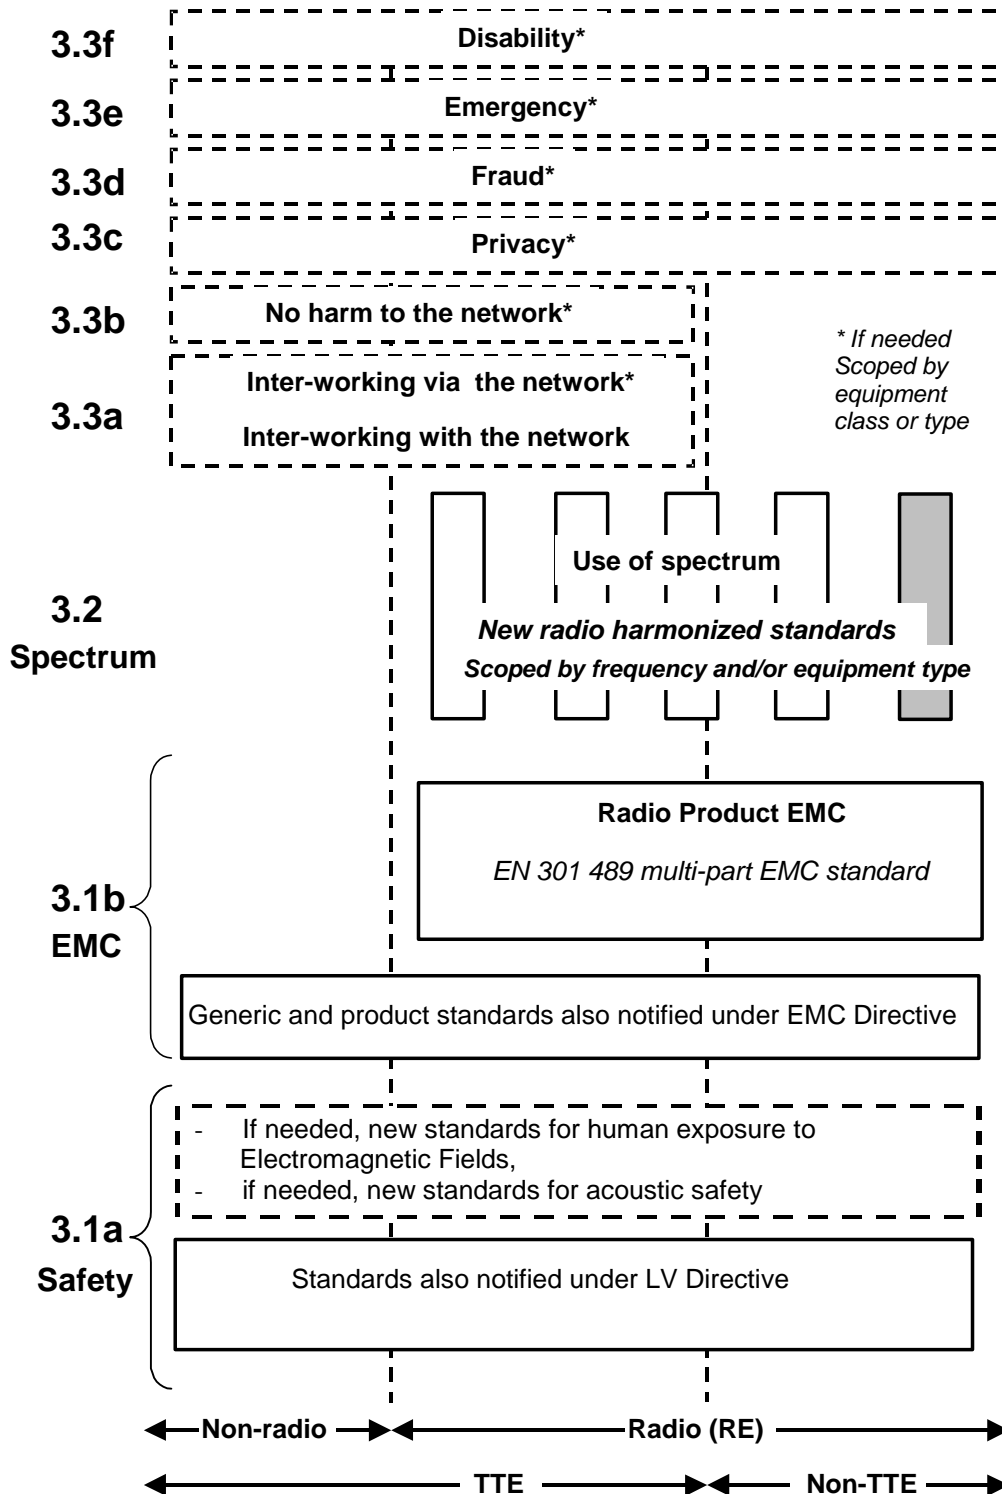 3.3f
Disability*
3.3e
Emergency*
3.3d
Fraud*
3.3c
Privacy*
3.3b
No harm to the network*
* If needed
Scoped by
equipment
class or type
3.3a
Inter-working via the network*
Inter-working with the network
3.2
Spectrum
Use of spectrum
New radio harmonized standards
Scoped by frequency and/or equipment type
3.1b
EMC
Radio Product EMC
EN 301 489 multi-part EMC standard
Generic and product standards also notified under EMC Directive
3.1a
Safety
- If needed, new standards for human exposure to
Electromagnetic Fields,
- if needed, new standards for acoustic safety
Standards also notified under LV Directive
Non-radio
Radio (RE)
TTE
Non-TTE